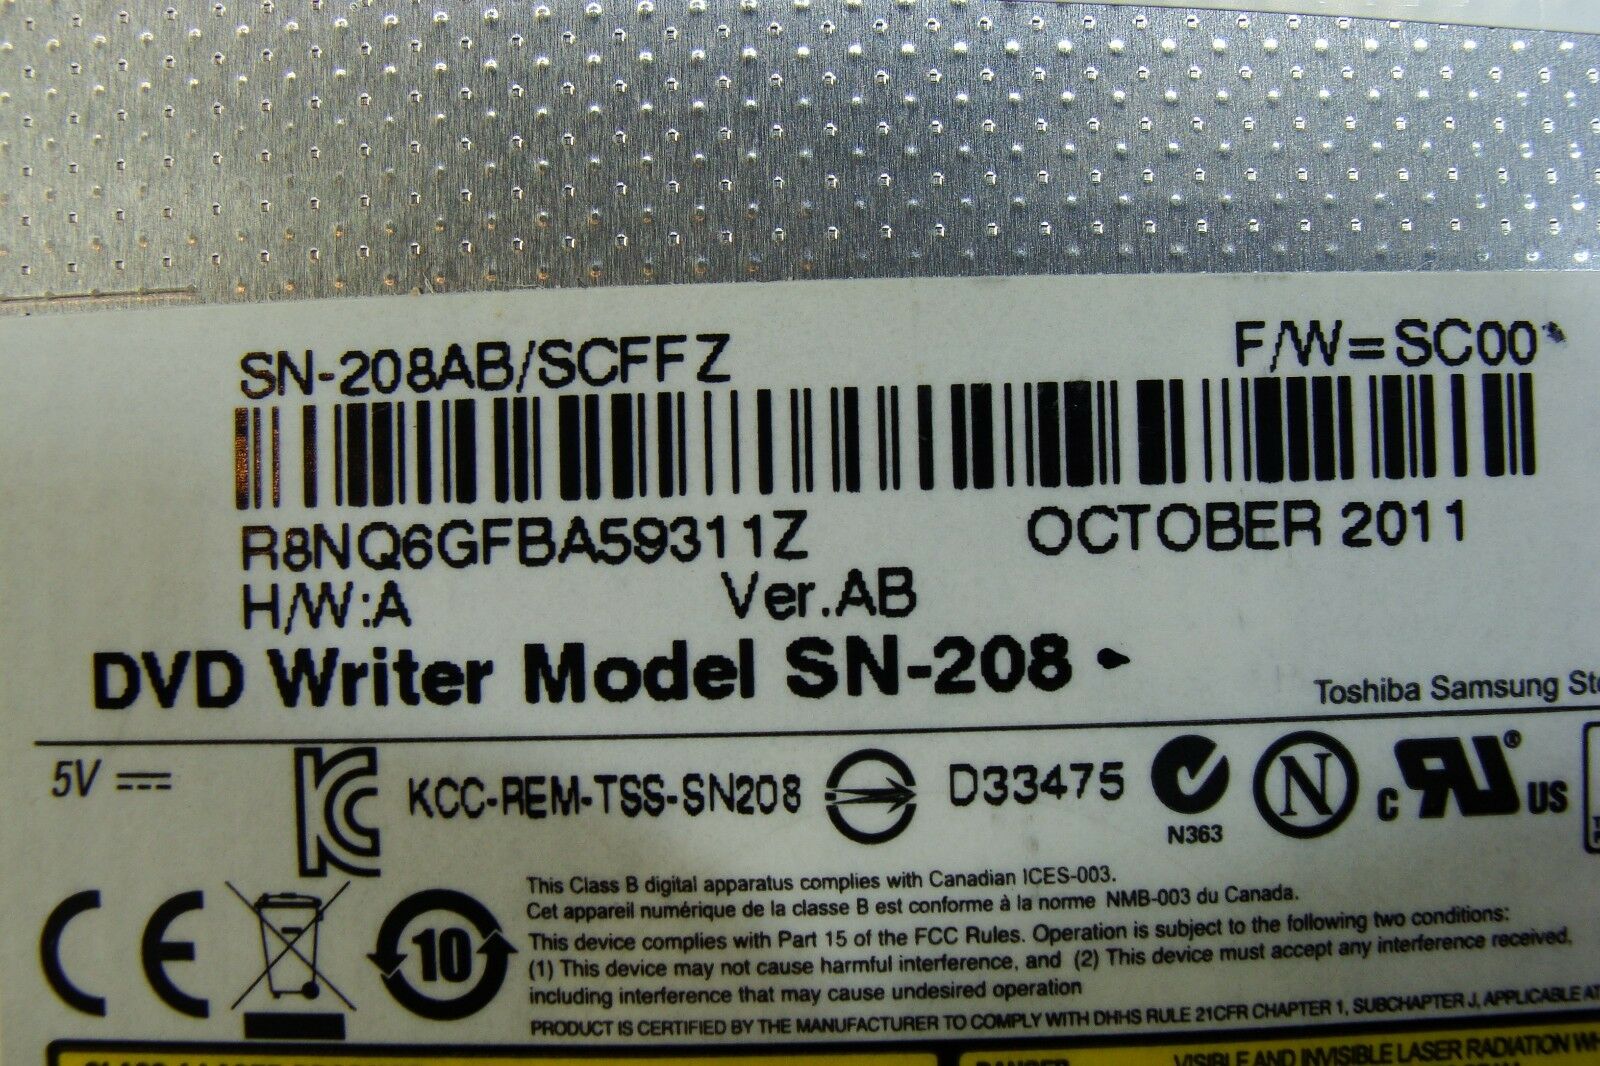 SN-208AB/SCFFZ F/W=SC00
R8NQ6GFBA59311Z OCTOBER 2011
H/W:A Ver.AB
DVD Writer Model SN-208
Toshiba Samsung
5V KCC-REM-TSS-SN208 D33475 N363 N c UR ® US
CE 10
This Class B digital apparatus complies with Canadian ICES-003.
Cet appareil numérique de la classe B est conforme à la norme NMB-003 du Canada.
This device complies with Part 15 of the FCC Rules. Operation is subject to the following two conditions:
(1) This device may not cause harmful interference, and (2) This device must accept any interference received,
including interference that may cause undesired operation
PRODUCT IS CERTIFIED BY THE MANUFACTURER TO COMPLY WITH DHHS RULE 21CFR CHAPTER 1, SUBCHAPTER J, APPLICABLE AT
DANGER VISIBLE AND INVISIBLE LASER RADIATION